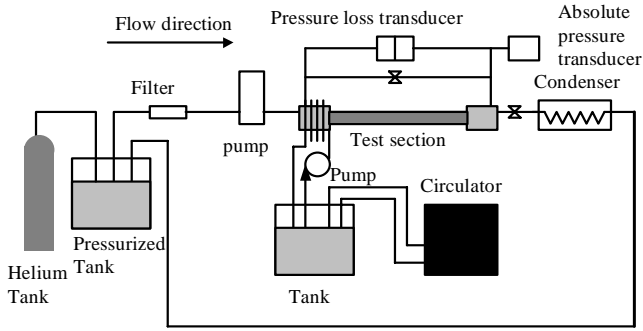 Flow direction
Pressure loss transducer
Absolute
pressure
transducer
Condenser
Filter
pump
Test section
Pump
Circulator
Pressurized
Tank
Helium
Tank
Tank